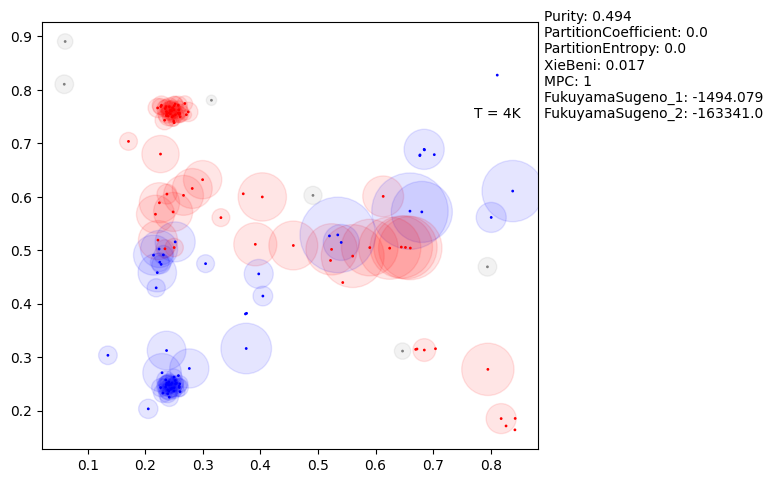 Purity: 0.494
PartitionCoefficient: 0.0
PartitionEntropy: 0.0
XieBeni: 0.017
MPC: 1
FukuyamaSugeno_1: -1494.079
FukuyamaSugeno_2: -163341.0
T = 4K
0.9
0.8
0.7
0.6
0.5
0.4
0.3
0.2
0.1 0.2 0.3 0.4 0.5 0.6 0.7 0.8